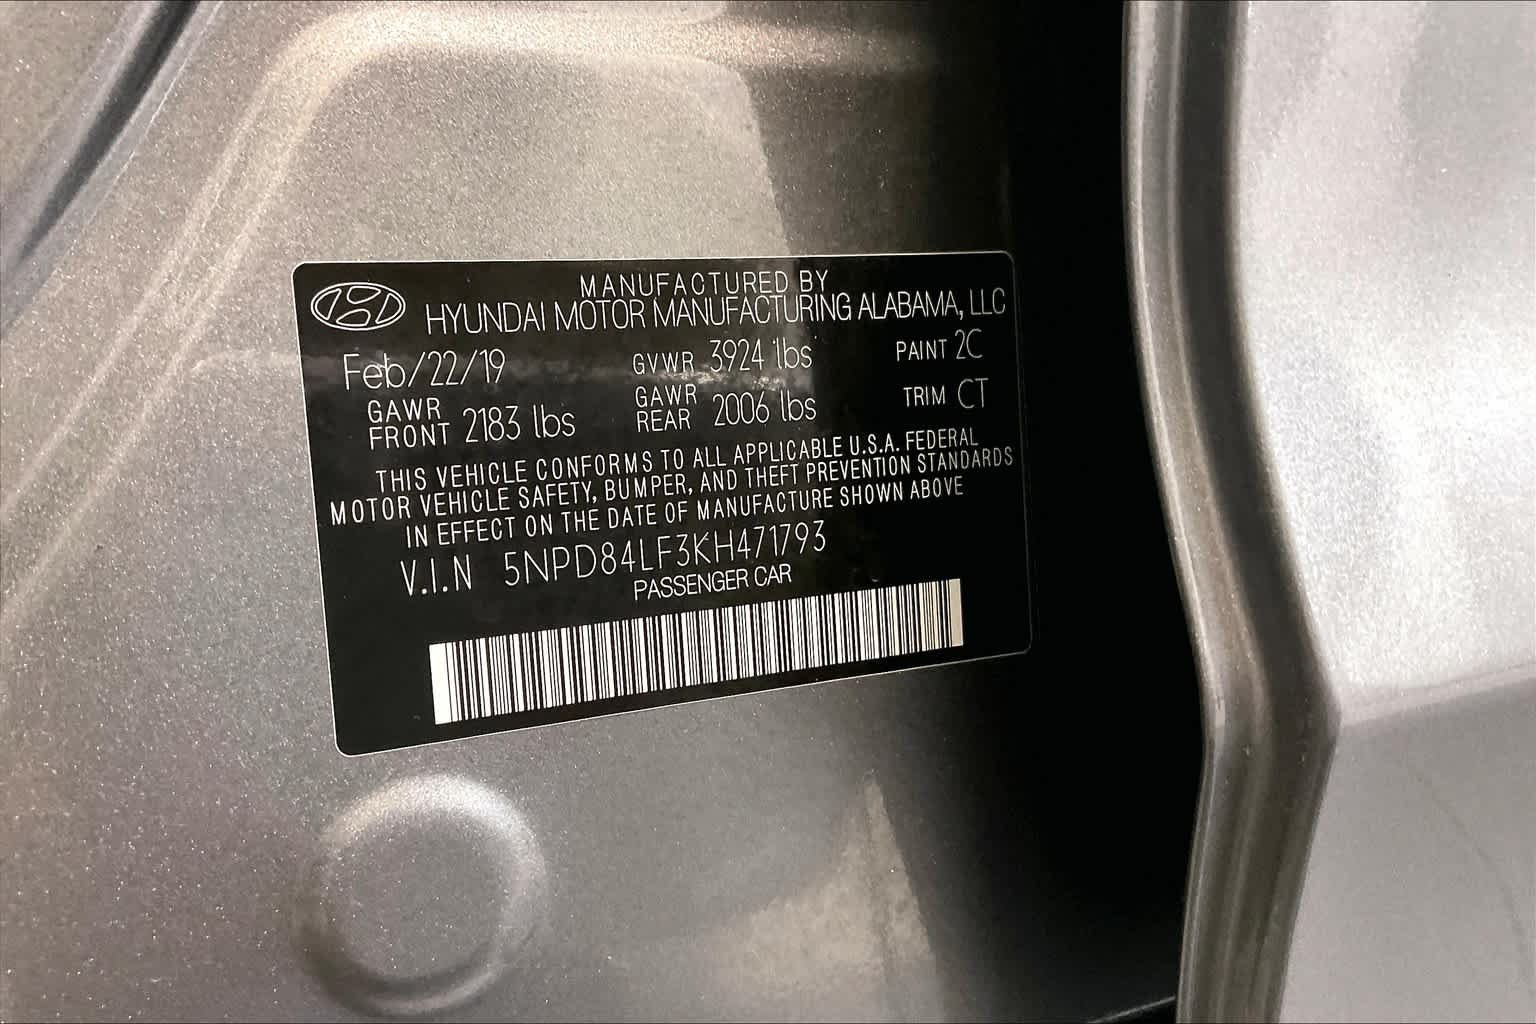 MANUFACTURED BY
HYUNDAI MOTOR MANUFACTURING ALABAMA, LLC
Feb/22/19 GVWR 3924 lbs PAINT 2C
GAWR FRONT 2183 lbs GAWR REAR 2006 lbs TRIM CT
THIS VEHICLE CONFORMS TO ALL APPLICABLE U.S.A. FEDERAL
MOTOR VEHICLE SAFETY, BUMPER, AND THEFT PREVENTION STANDARDS
IN EFFECT ON THE DATE OF MANUFACTURE SHOWN ABOVE
V.I.N 5NPD84LF3KH471793
PASSENGER CAR